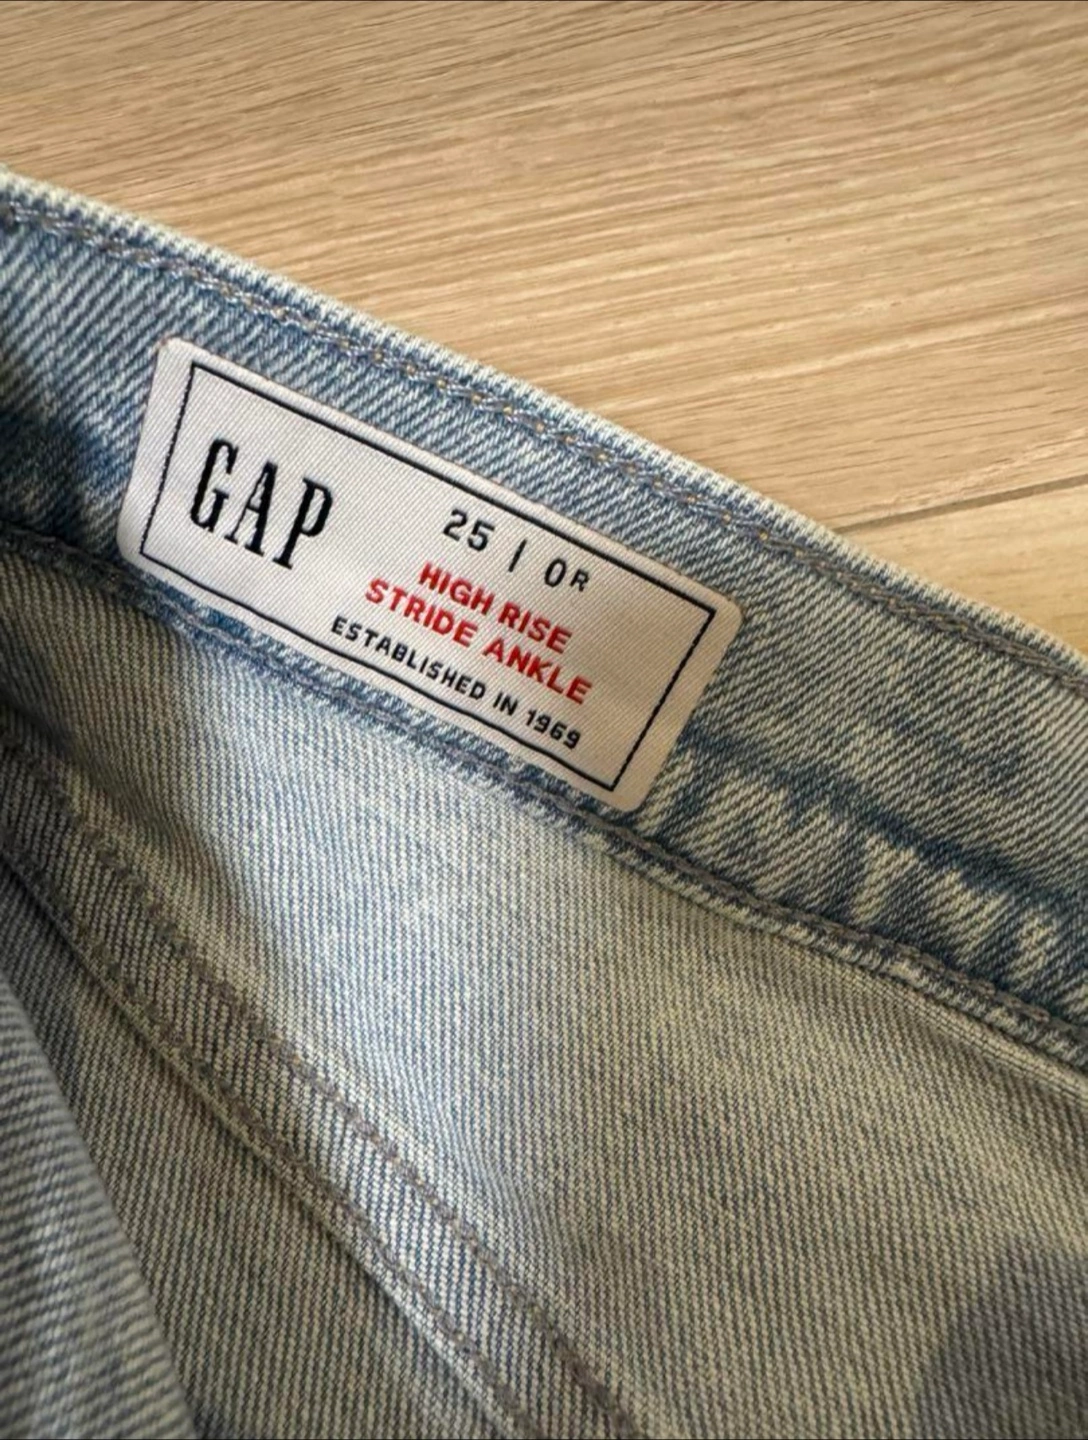 GAP
25 | 0R
HIGH RISE
STRIDE ANKLE
ESTABLISHED IN 1969